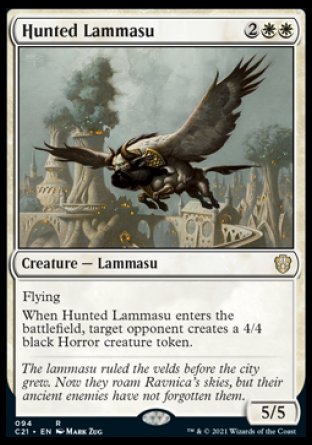 Hunted Lammasu 2
Creature — Lammasu
Flying
When Hunted Lammasu enters the
battlefield, target opponent creates a 4/4
black Horror creature token.
The lammasu ruled the velds before the city
grew. Now they roam Ravnica's skies, but their
ancient enemies have not forgotten them.
5/5
094 R
C21 • EN MARK ZUG
™ & © 2021 Wizards of the Coast